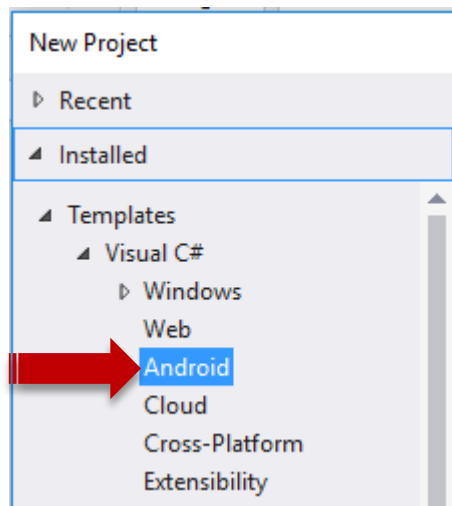 New Project
Recent
Installed
Templates
Visual C#
Windows
Web
Android
Cloud
Cross-Platform
Extensibility